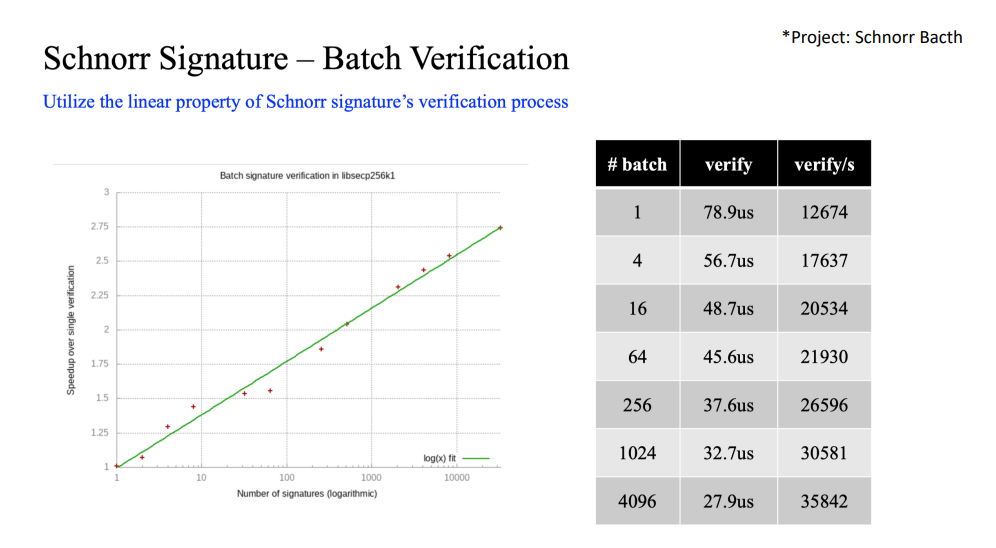 *Project: Schnorr Bacth
Schnorr Signature – Batch Verification
Utilize the linear property of Schnorr signature's verification process
Batch signature verification in libsecp256k1
3
2.75
2.5
2.25
2
1.75
1.5
1.25
1
Speedup over single verification
log(x) fit
1 10 100 1000 10000
Number of signatures (logarithmic)
# batch verify verify/s
1 78.9us 12674
4 56.7us 17637
16 48.7us 20534
64 45.6us 21930
256 37.6us 26596
1024 32.7us 30581
4096 27.9us 35842